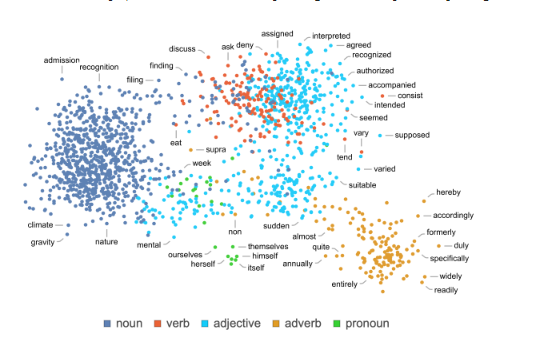 assigned
interpreted
discuss
ask
deny
agreed
recognized
admission
recognition
finding
filing
authorized
accompanied
consist
intended
seemed
eat
supra
vary
supposed
tend
week
varied
suitable
hereby
accordingly
climate
gravity
nature
mental
non
sudden
almost
formerly
ourselves
themselves
quite
duly
herself
himself
itself
annually
specifically
entirely
widely
readily
noun verb adjective adverb pronoun